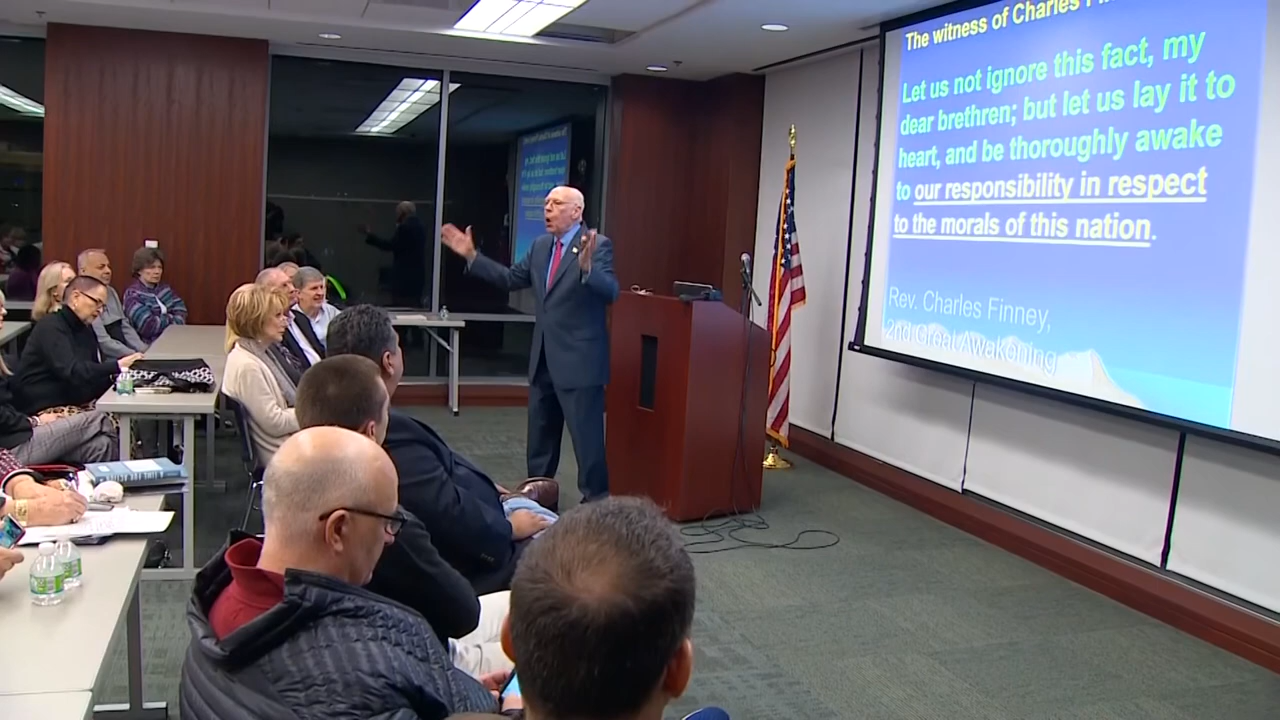 The witness of Charles Fin
Let us not ignore this fact, my
dear brethren; but let us lay it to
heart, and be thoroughly awake
to our responsibility in respect
to the morals of this nation.
Rev. Charles Finney,
2nd Great Awakening